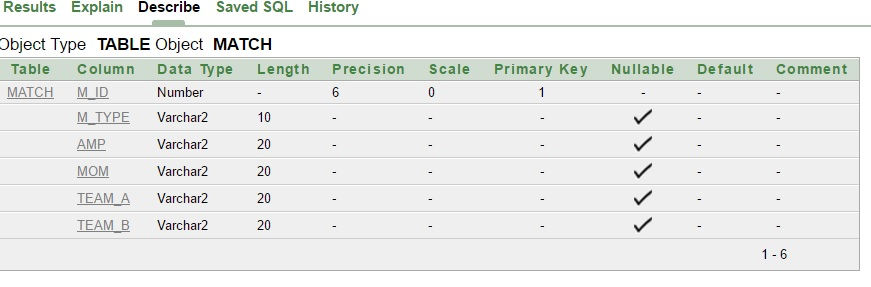 Results Explain Describe Saved SQL History
Object Type TABLE Object MATCH
Table Column Data Type Length Precision Scale Primary Key Nullable Default Comment
MATCH M_ID Number - 6 0 1 - - -
M_TYPE Varchar2 10 - - - ✓ - -
AMP Varchar2 20 - - - ✓ - -
MOM Varchar2 20 - - - ✓ - -
TEAM_A Varchar2 20 - - - ✓ - -
TEAM_B Varchar2 20 - - - ✓ - -
1 - 6